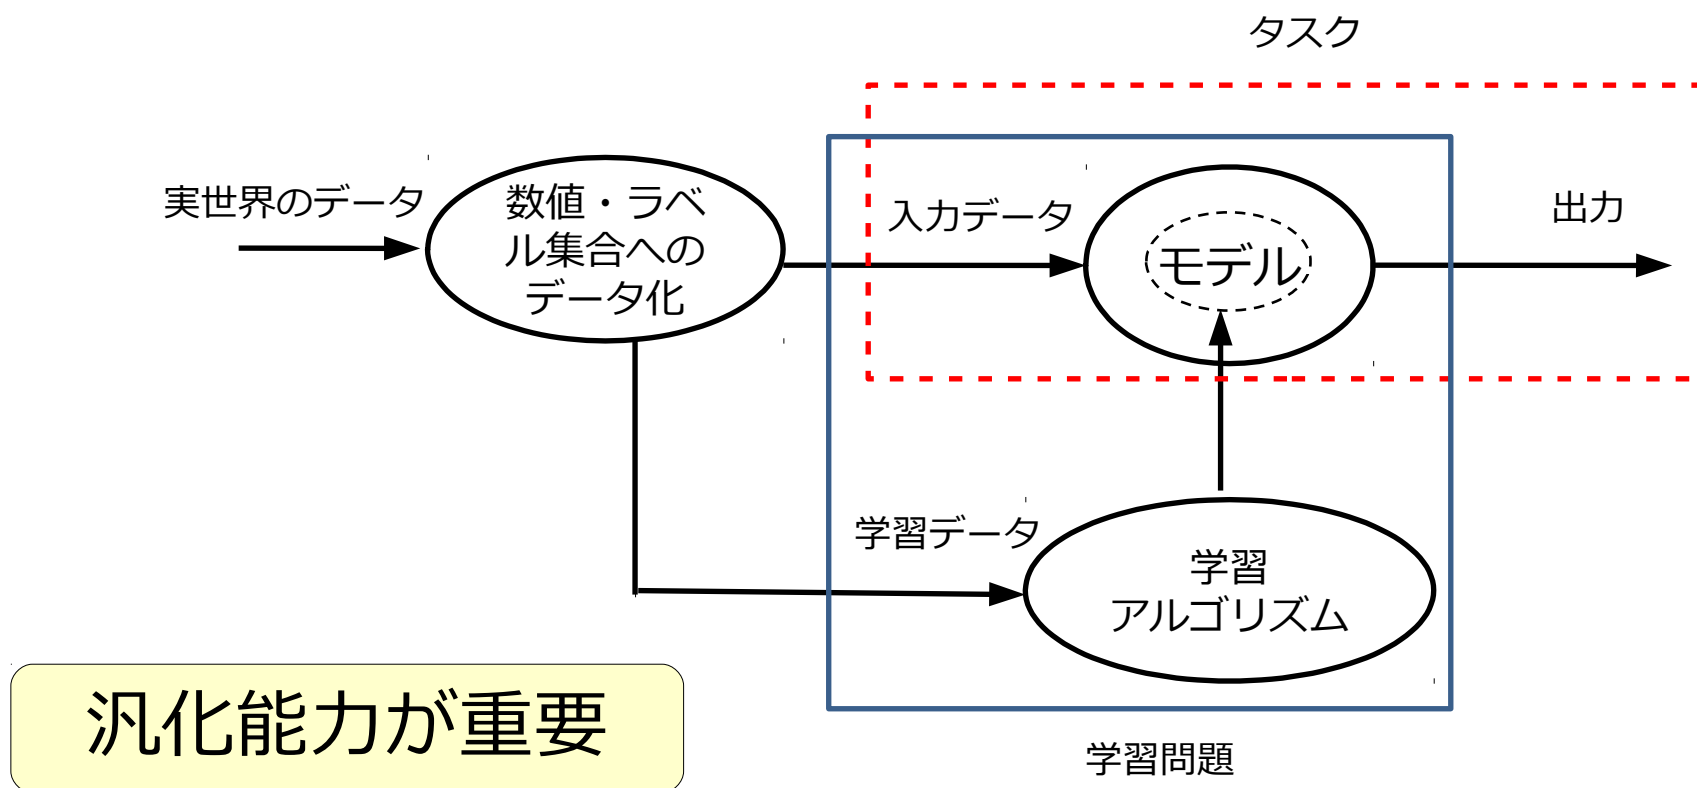 タスク
実世界のデータ
数値・ラベ
ル集合への
データ化
入力データ
モデル
出力
学習データ
学習
アルゴリズム
汎化能力が重要
学習問題